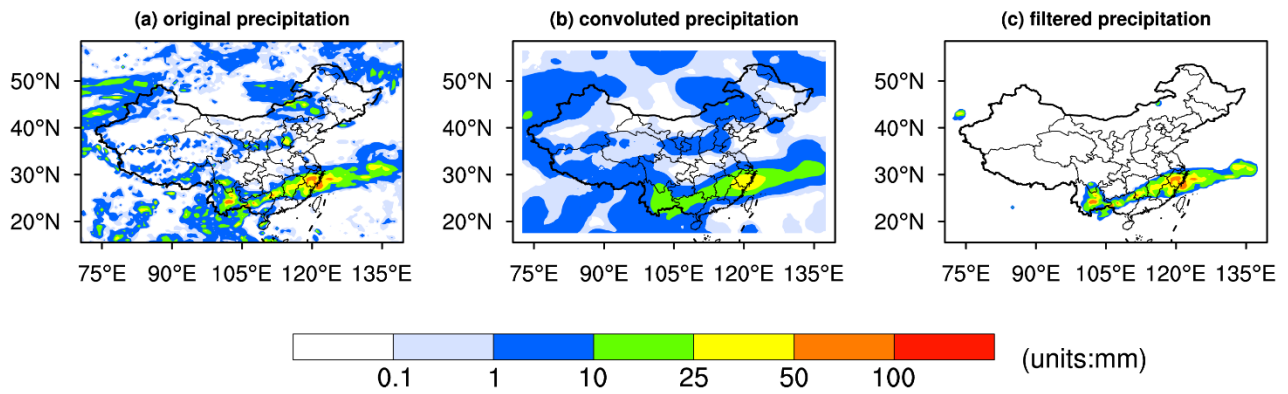 (a) original precipitation
(b) convoluted precipitation
(c) filtered precipitation
50°N
40°N
30°N
20°N
75°E 90°E 105°E 120°E 135°E
50°N
40°N
30°N
20°N
75°E 90°E 105°E 120°E 135°E
50°N
40°N
30°N
20°N
75°E 90°E 105°E 120°E 135°E
0.1 1 10 25 50 100 (units:mm)